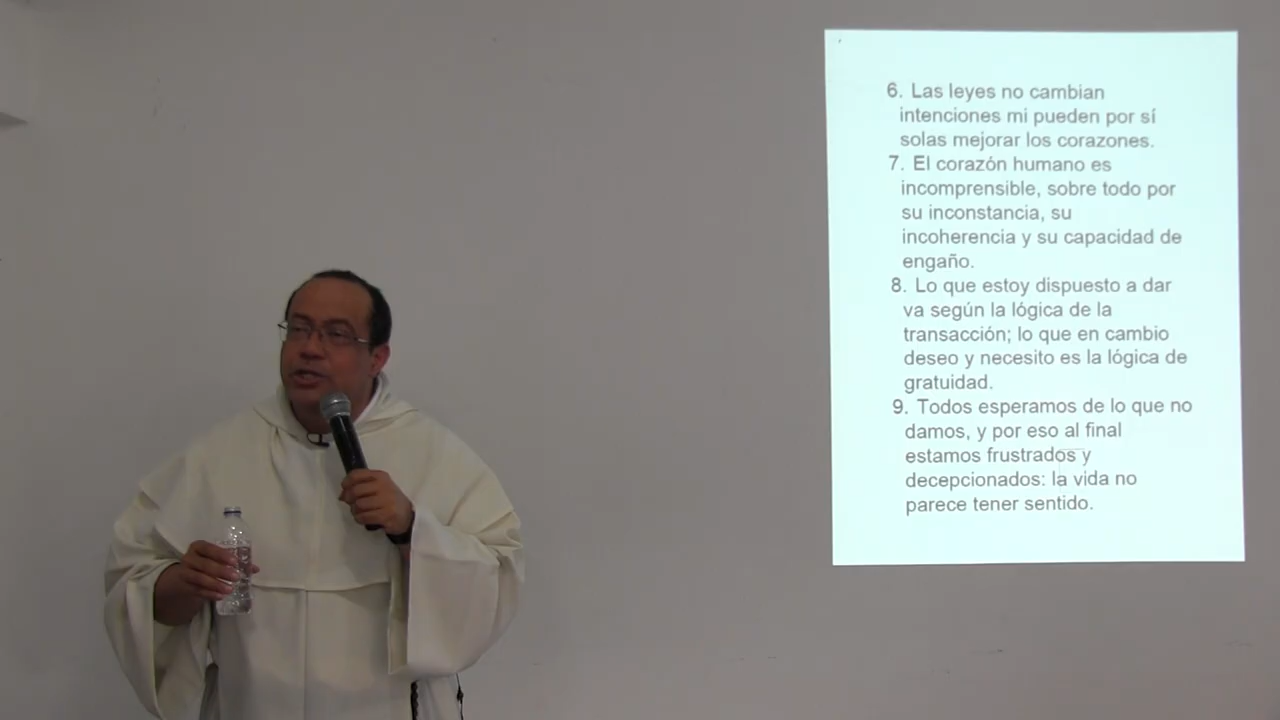 6. Las leyes no cambian
intenciones mi pueden por sí
solas mejorar los corazones.
7. El corazón humano es
incomprensible, sobre todo por
su inconstancia, su
incoherencia y su capacidad de
engaño.
8. Lo que estoy dispuesto a dar
va según la lógica de la
transacción; lo que en cambio
deseo y necesito es la lógica de
gratuidad.
9. Todos esperamos de lo que no
damos, y por eso al final
estamos frustrados y
decepcionados: la vida no
parece tener sentido.